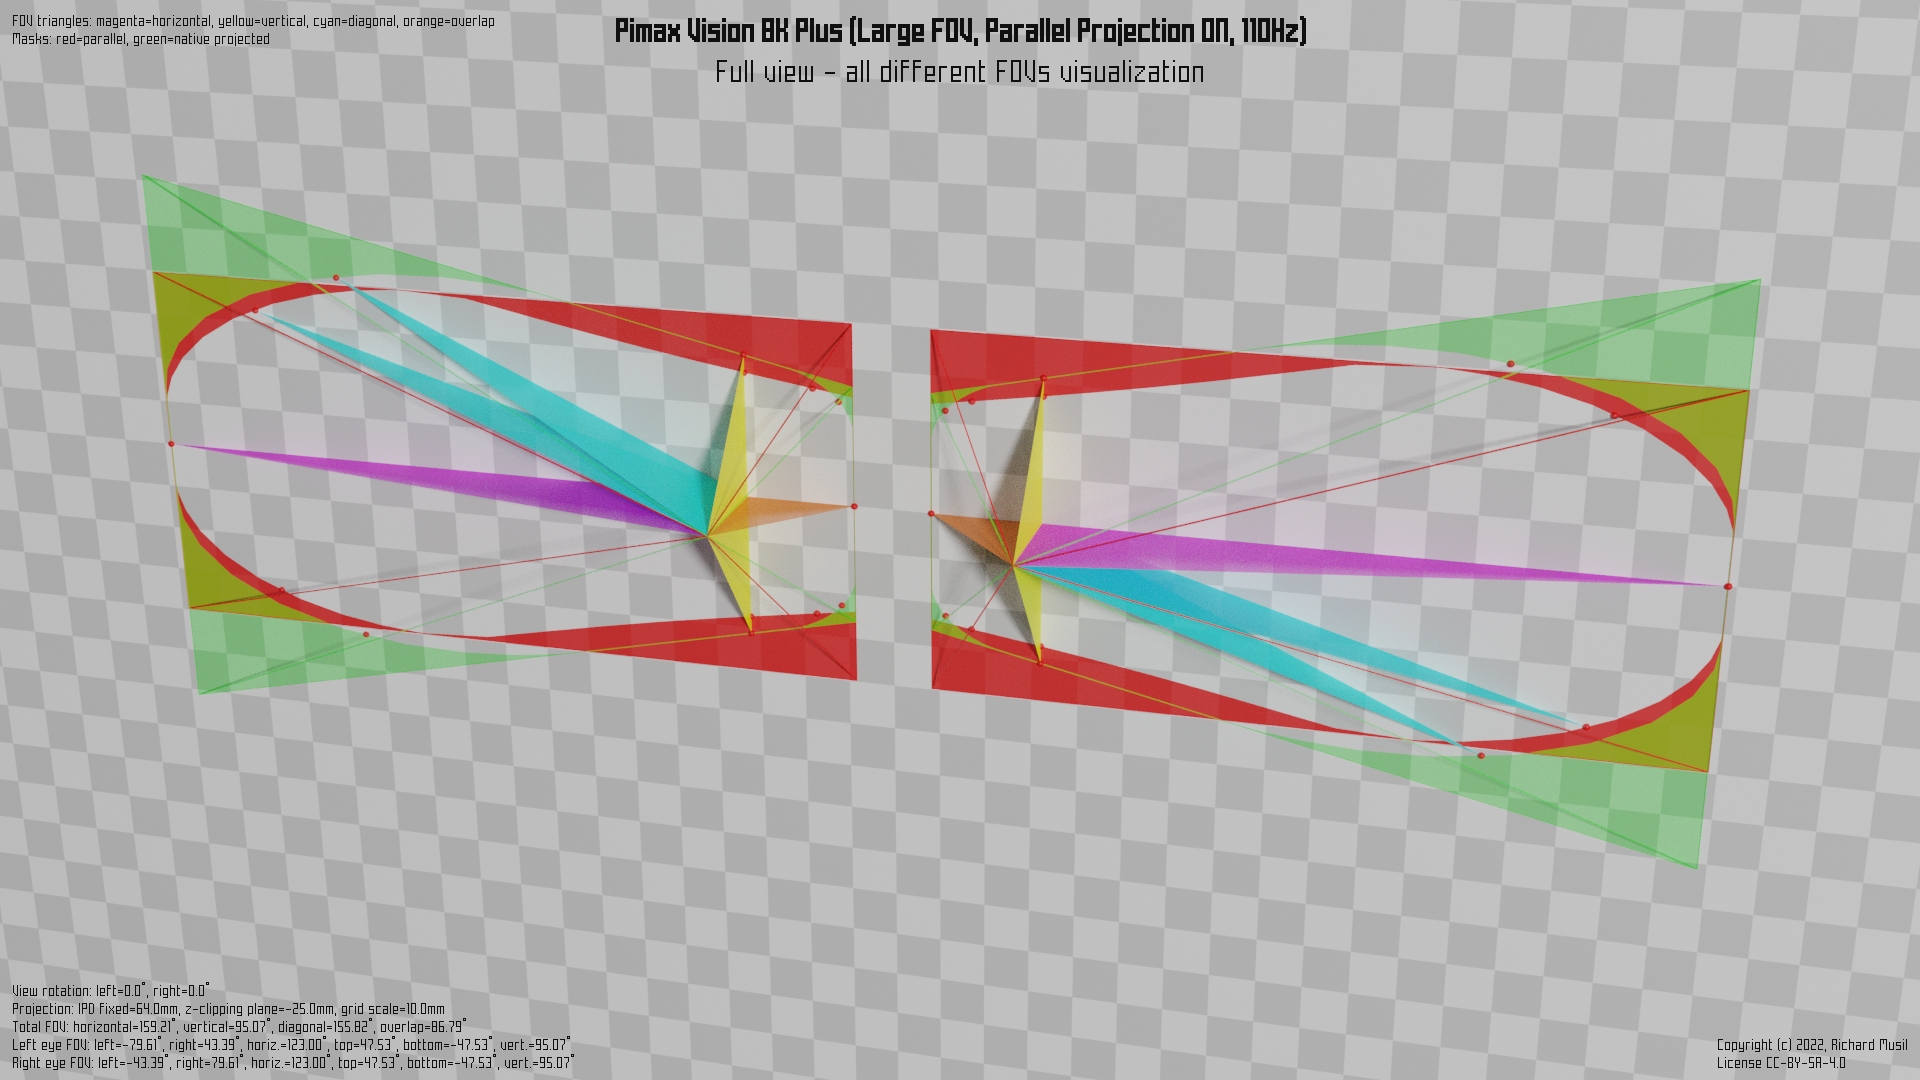 FOV triangles: magenta=horizontal, yellow=vertical, cyan=diagonal, orange=overlap
Masks: red=parallel, green=native projected
Pimax Vision 8K Plus (Large FOV, Parallel Projection ON, 110Hz)
Full view - all different FOVs visualization
View rotation: left=0.0°, right=0.0°
Projection: IPD fixed=64.0mm, z-clipping plane=-25.0mm, grid scale=10.0mm
Total FOV: horizontal=159.21°, vertical=95.07°, diagonal=155.82°, overlap=86.79°
Left eye FOV: left=-79.61°, right=43.39°, horiz.=123.00°, top=47.53°, bottom=-47.53°, vert.=95.07°
Right eye FOV: left=-43.39°, right=79.61°, horiz.=123.00°, top=47.53°, bottom=-47.53°, vert.=95.07°
Copyright (c) 2022, Richard Musil
License CC-BY-SA-4.0